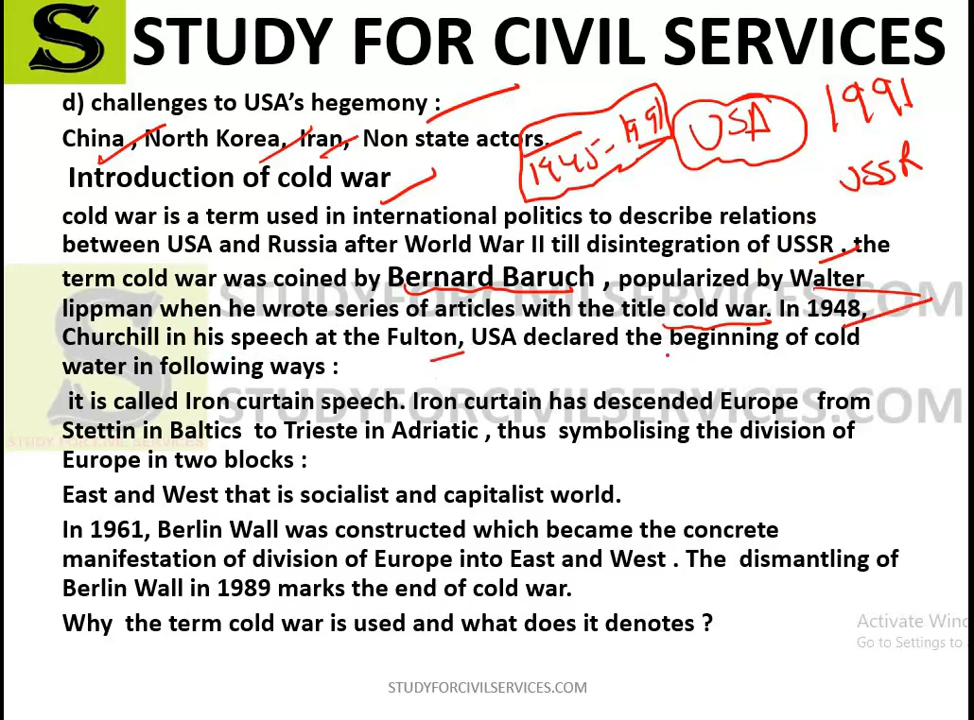 S STUDY FOR CIVIL SERVICES
d) challenges to USA's hegemony :
China , North Korea, Iran, Non state actors.
1945 - 1991
USA
1991
USSR
Introduction of cold war
cold war is a term used in international politics to describe relations
between USA and Russia after World War II till disintegration of USSR . the
term cold war was coined by Bernard Baruch , popularized by Walter
lippman when he wrote series of articles with the title cold war. In 1948,
Churchill in his speech at the Fulton, USA declared the beginning of cold
water in following ways :
it is called Iron curtain speech. Iron curtain has descended Europe from
Stettin in Baltics to Trieste in Adriatic , thus symbolising the division of
Europe in two blocks :
East and West that is socialist and capitalist world.
In 1961, Berlin Wall was constructed which became the concrete
manifestation of division of Europe into East and West . The dismantling of
Berlin Wall in 1989 marks the end of cold war.
Why the term cold war is used and what does it denotes ?
STUDYFORCIVILSERVICES.COM
STUDYFORCIVILSERVICES.COM
STUDY FOR CIVIL SERVICES
Activate Win
Go to Settings to
STUDYFORCIVILSERVICES.COM